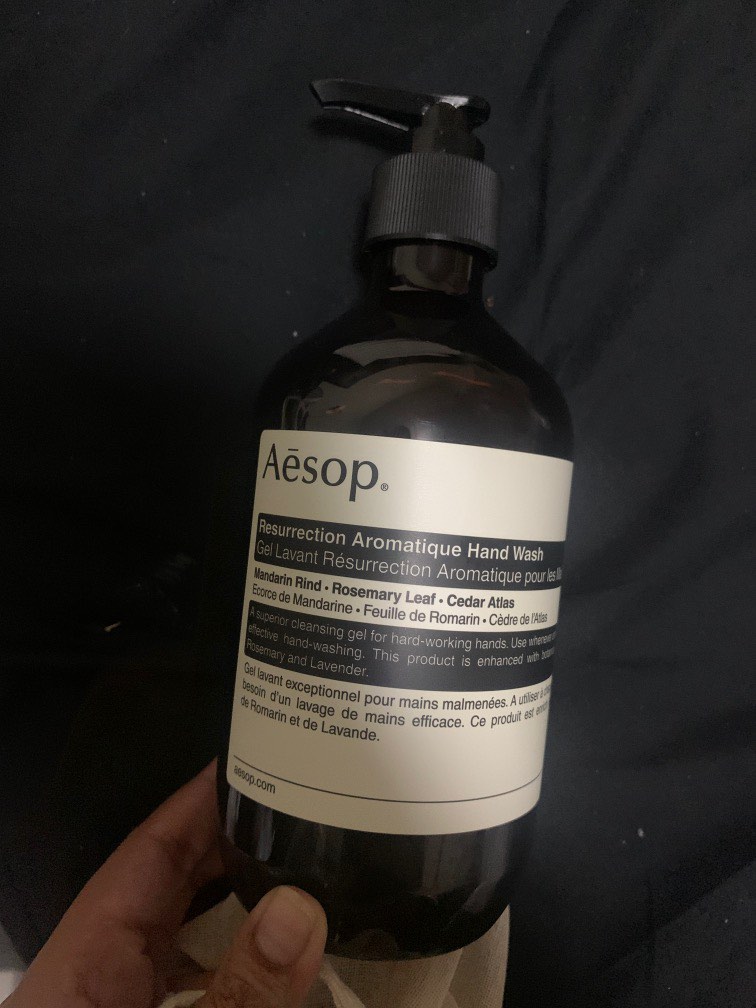 Aēsop®
Resurrection Aromatique Hand Wash
Gel Lavant Résurrection Aromatique pour les
Mandarin Rind • Rosemary Leaf • Cedar Atlas
Ecorce de Mandarine • Feuille de Romarin • Cèdre de l'Atlas
A superior cleansing gel for hard-working hands. Use whenever
effective hand-washing. This product is enhanced with
Rosemary and Lavender.
Gel lavant exceptionnel pour mains malmenées. A utiliser à
besoin d'un lavage de mains efficace. Ce produit est
de Romarin et de Lavande.
aesop.com